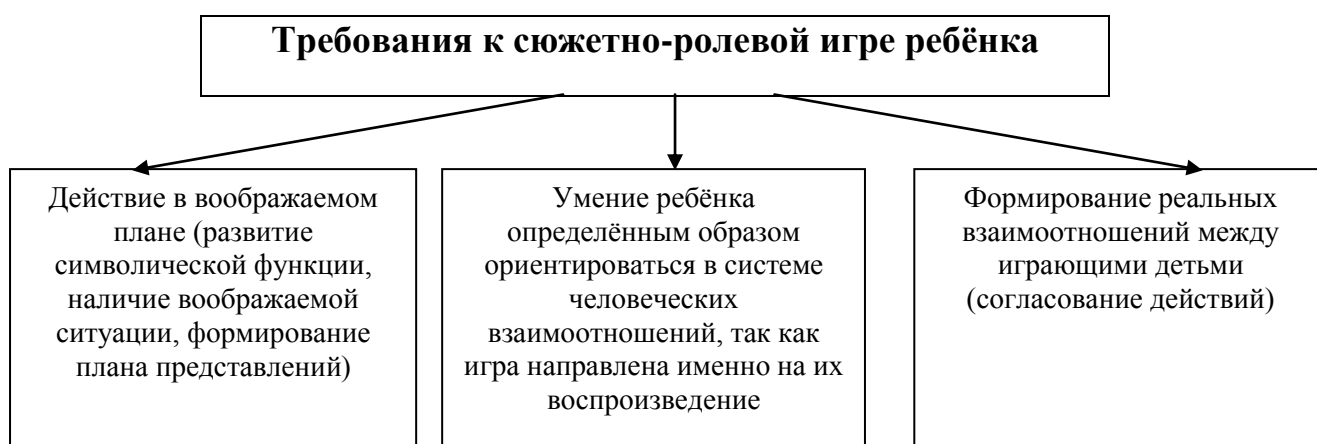 Требования к сюжетно-ролевой игре ребёнка
Действие в воображаемом
плане (развитие
символической функции,
наличие воображаемой
ситуации, формирование
плана представлений)
Умение ребёнка
определённым образом
ориентироваться в системе
человеческих
взаимоотношений, так как
игра направлена именно на их
воспроизведение
Формирование реальных
взаимоотношений между
играющими детьми
(согласование действий)